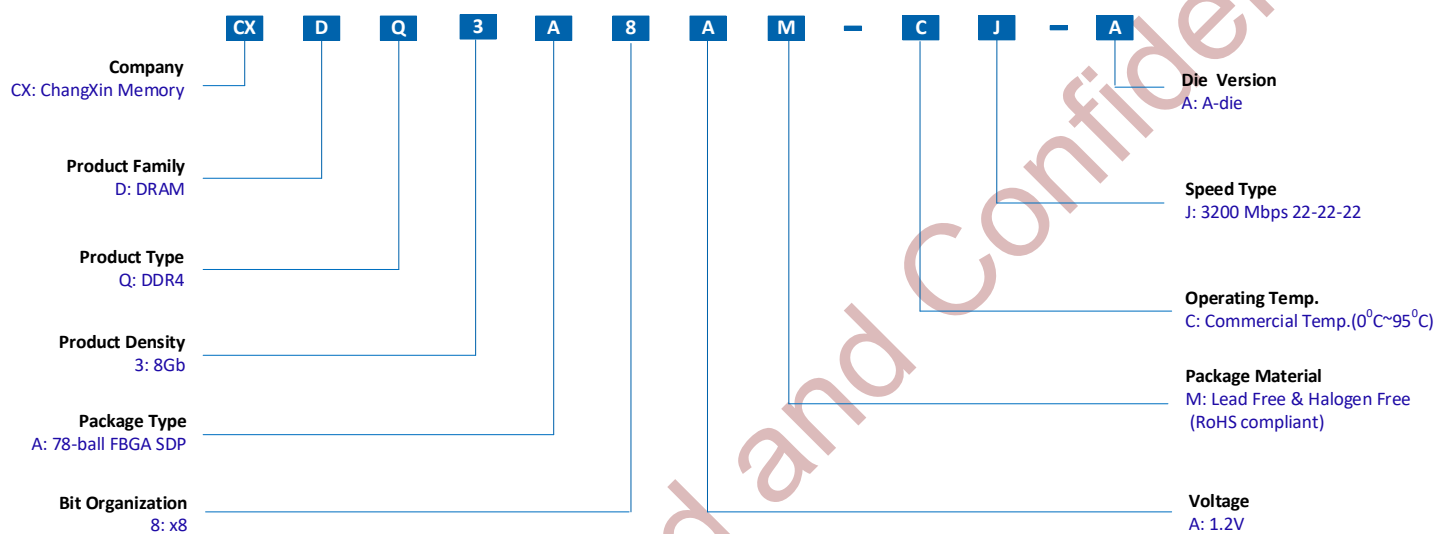 CX D Q 3 A 8 A M - C J - A
Company
CX: ChangXin Memory
Product Family
D: DRAM
Product Type
Q: DDR4
Product Density
3: 8Gb
Package Type
A: 78-ball FBGA SDP
Bit Organization
8: x8
Die Version
A: A-die
Speed Type
J: 3200 Mbps 22-22-22
Operating Temp.
C: Commercial Temp.(0⁰C~95⁰C)
Package Material
M: Lead Free & Halogen Free
(RoHS compliant)
Voltage
A: 1.2V
and